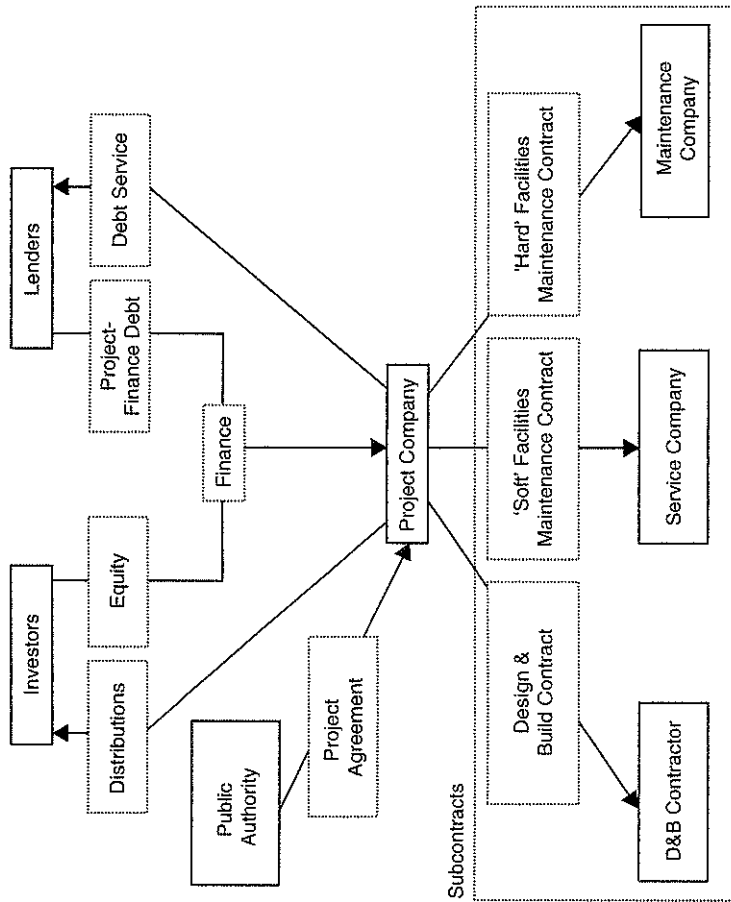 Investors
Lenders
Distributions
Equity
Project-
Finance Debt
Debt Service
Finance
Public
Authority
Project
Agreement
Project Company
Subcontracts
Design &
Build Contract
'Soft' Facilities
Maintenance Contract
'Hard' Facilities
Maintenance Contract
D&B Contractor
Service Company
Maintenance
Company